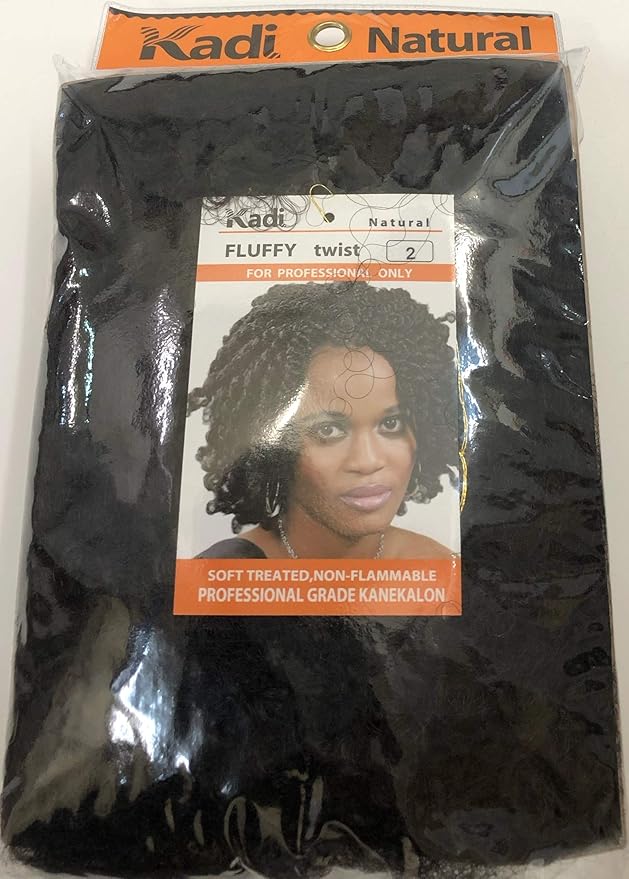 Kadi Natural
Kadi Natural
FLUFFY twist 2
FOR PROFESSIONAL ONLY
SOFT TREATED,NON-FLAMMABLE
PROFESSIONAL GRADE KANEKALON